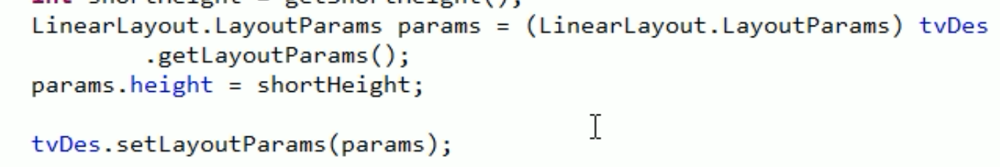 int shortHeight = getShortHeight();
LinearLayout.LayoutParams params = (LinearLayout.LayoutParams) tvDes
.getLayoutParams();
params.height = shortHeight;
tvDes.setLayoutParams(params);